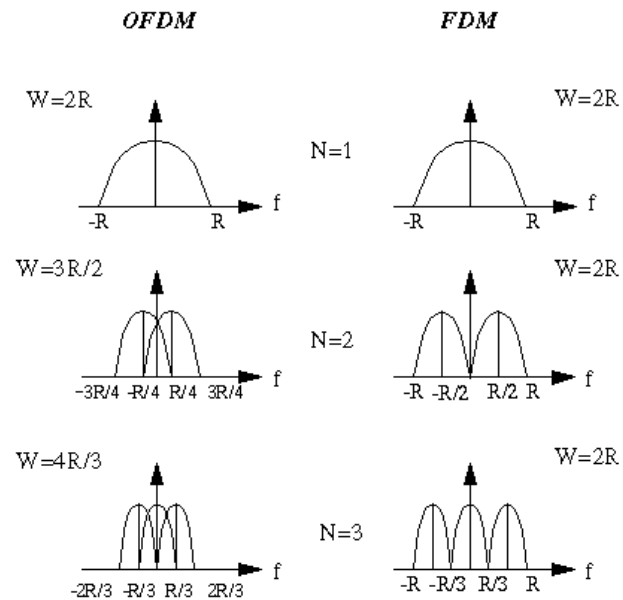 OFDM FDM
W=2R W=2R
N=1
-R R f -R R f
W=3R/2 W=2R
N=2
-3R/4 -R/4 R/4 3R/4 f -R -R/2 R/2 R f
W=4R/3 W=2R
N=3
-2R/3 -R/3 R/3 2R/3 f -R -R/3 R/3 R f